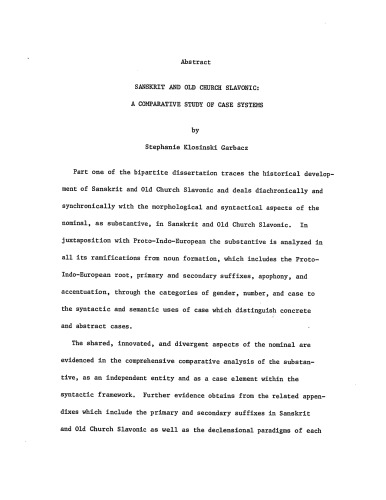 Abstract
SANSKRIT AND OLD CHURCH SLAVONIC:
A COMPARATIVE STUDY OF CASE SYSTEMS
by
Stephanie Klosinski Garbacz
Part one of the bipartite dissertation traces the historical develop-
ment of Sanskrit and Old Church Slavonic and deals diachronically and
synchronically with the morphological and syntactical aspects of the
nominal, as substantive, in Sanskrit and Old Church Slavonic. In
juxtaposition with Proto-Indo-European the substantive is analyzed in
all its ramifications from noun formation, which includes the Proto-
Indo-European root, primary and secondary suffixes, apophony, and
accentuation, through the categories of gender, number, and case to
the syntactic and semantic uses of case which distinguish concrete
and abstract cases.
The shared, innovated, and divergent aspects of the nominal are
evidenced in the comprehensive comparative analysis of the substan-
tive, as an independent entity and as a case element within the
syntactic framework. Further evidence obtains from the related appen-
dixes which include the primary and secondary suffixes in Sanskrit
and Old Church Slavonic as well as the declensional paradigms of each